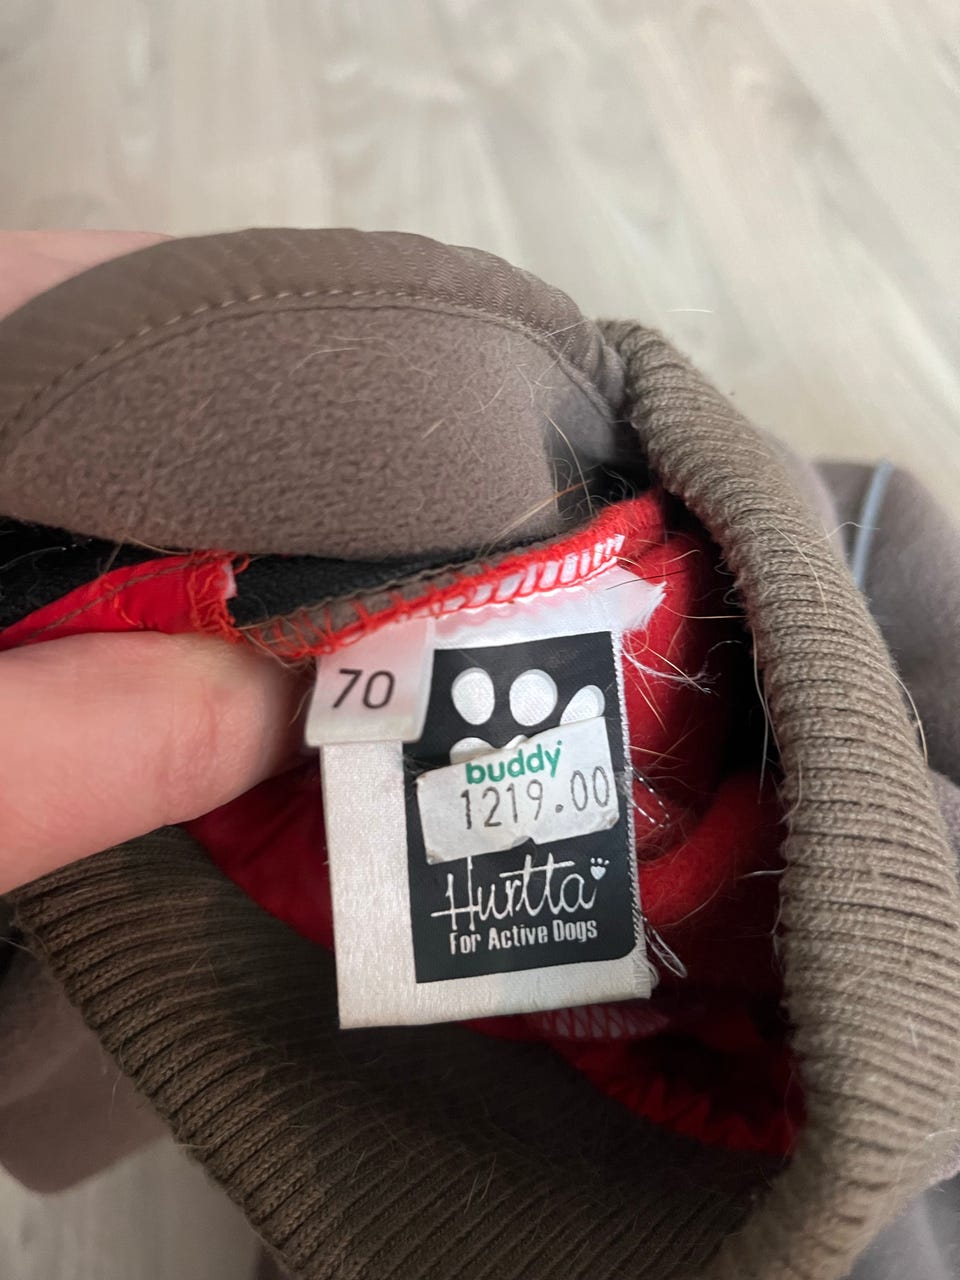 70
buddy
1219.00
Hurtta
For Active Dogs